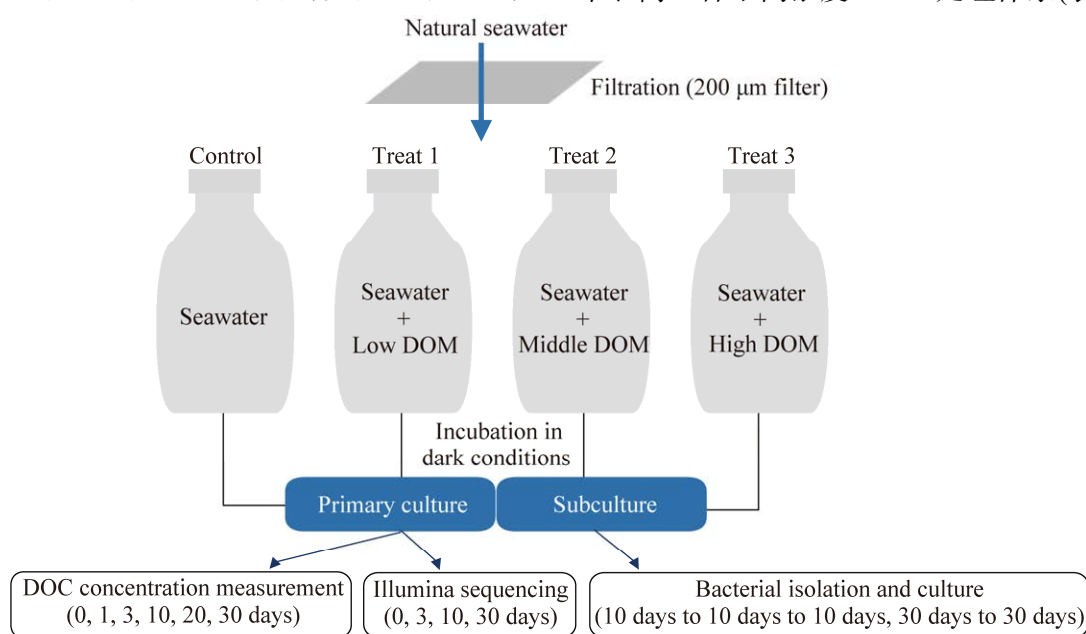 Natural seawater
Filtration (200 μm filter)
Control
Treat 1
Treat 2
Treat 3
Seawater
Seawater
+
Low DOM
Seawater
+
Middle DOM
Seawater
+
High DOM
Incubation in
dark conditions
Primary culture
Subculture
DOC concentration measurement
(0, 1, 3, 10, 20, 30 days)
Illumina sequencing
(0, 3, 10, 30 days)
Bacterial isolation and culture
(10 days to 10 days to 10 days, 30 days to 30 days)